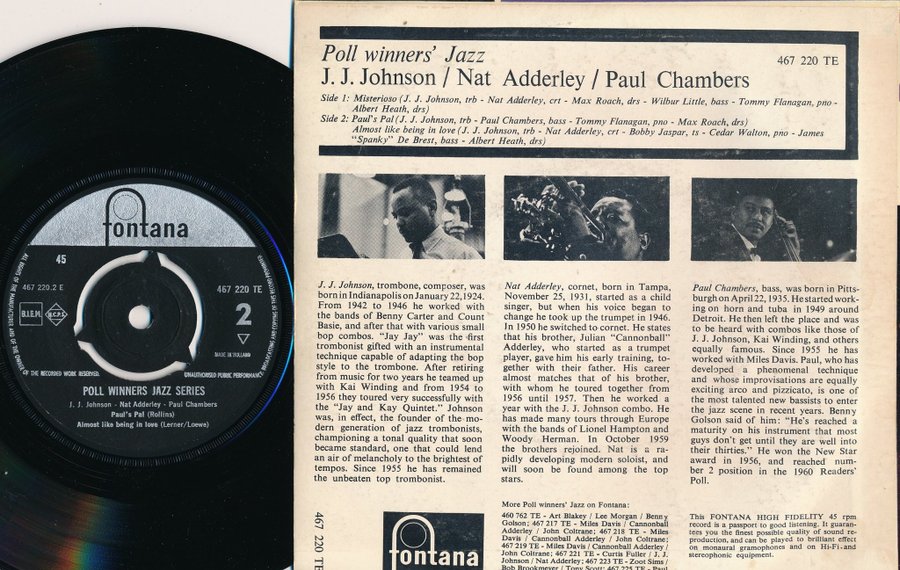 fontana
45
467 220.2 E
467 220 TE
B.I.E.M.
N.C.P.S.
2
MADE IN HOLLAND
ALL RIGHTS OF THE MANUFACTURER AND OF THE OWNER OF THE RECORDED WORK RESERVED.
UNAUTHORISED PUBLIC PERFORMANCE
POLL WINNERS JAZZ SERIES
J. J. Johnson - Nat Adderley - Paul Chambers
Paul's Pal (Rollins)
Almost like being in love (Lerner/Loewe)
Poll winners' Jazz
467 220 TE
J. J. Johnson / Nat Adderley / Paul Chambers
Side 1: Misterioso (J. J. Johnson, trb - Nat Adderley, crt - Max Roach, drs - Wilbur Little, bass - Tommy Flanagan, pno -
Albert Heath, drs)
Side 2: Paul's Pal (J. J. Johnson, trb - Paul Chambers, bass - Tommy Flanagan, pno - Max Roach, drs)
Almost like being in love (J. J. Johnson, trb - Nat Adderley, crt - Bobby Jaspar, ts - Cedar Walton, pno - James
"Spanky" De Brest, bass - Albert Heath, drs)
J. J. Johnson, trombone, composer, was
born in Indianapolis on January 22, 1924.
From 1942 to 1946 he worked with
the bands of Benny Carter and Count
Basie, and after that with various small
bop combos. "Jay Jay" was the first
trombonist gifted with an instrumental
technique capable of adapting the bop
style to the trombone. After retiring
from music for two years he teamed up
with Kai Winding and from 1954 to
1956 they toured very successfully with
the "Jay and Kay Quintet." Johnson
was, in effect, the founder of the mo-
dern generation of jazz trombonists,
championing a tonal quality that soon
became standard, one that could lend
an air of melancholy to the brightest of
tempos. Since 1955 he has remained
the unbeaten top trombonist.
Nat Adderley, cornet, born in Tampa,
November 25, 1931, started as a child
singer, but when his voice began to
change he took up the trumpet in 1946.
In 1950 he switched to cornet. He states
that his brother, Julian "Cannonball"
Adderley, who started as a trumpet
player, gave him his early training, to-
gether with their father. His career
almost matches that of his brother,
with whom he toured together from
1956 until 1957. Then he worked a
year with the J. J. Johnson combo. He
has made many tours through Europe
with the bands of Lionel Hampton and
Woody Herman. In October 1959
the brothers rejoined. Nat is a ra-
pidly developing modern soloist, and
will soon be found among the top
stars.
Paul Chambers, bass, was born in Pitts-
burgh on April 22, 1935. He started work-
ing on horn and tuba in 1949 around
Detroit. He then left the place and was
to be heard with combos like those of
J. J. Johnson, Kai Winding, and others
equally famous. Since 1955 he has
worked with Miles Davis. Paul, who has
developed a phenomenal technique
and whose improvisations are equally
exciting arco and pizzicato, is one of
the most talented new bassists to enter
the jazz scene in recent years. Benny
Golson said of him: "He's reached a
maturity on his instrument that most
guys don't get until they are well into
their thirties." He won the New Star
award in 1956, and reached num-
ber 2 position in the 1960 Readers'
Poll.
467 220 TE
fontana
More Poll winners' Jazz on Fontana:
460 762 TE - Art Blakey / Lee Morgan / Benny
Golson; 467 217 TE - Miles Davis / Cannonball
Adderley / John Coltrane; 467 218 TE - Miles
Davis / Cannonball Adderley / John Coltrane;
467 219 TE - Miles Davis / Cannonball Adderley /
John Coltrane; 467 221 TE - Curtis Fuller / J. J.
Johnson / Nat Adderley; 467 223 TE - Zoot Sims /
Bob Brookmeyer / Tony Scott; 467 225 TE - Paul
This FONTANA HIGH FIDELITY 45 rpm
record is a passport to good listening. It guaran-
tees you the finest possible quality of sound re-
production, and can be played to brilliant effect
on monaural gramophones and on Hi-Fi-and
stereophonic equipment.